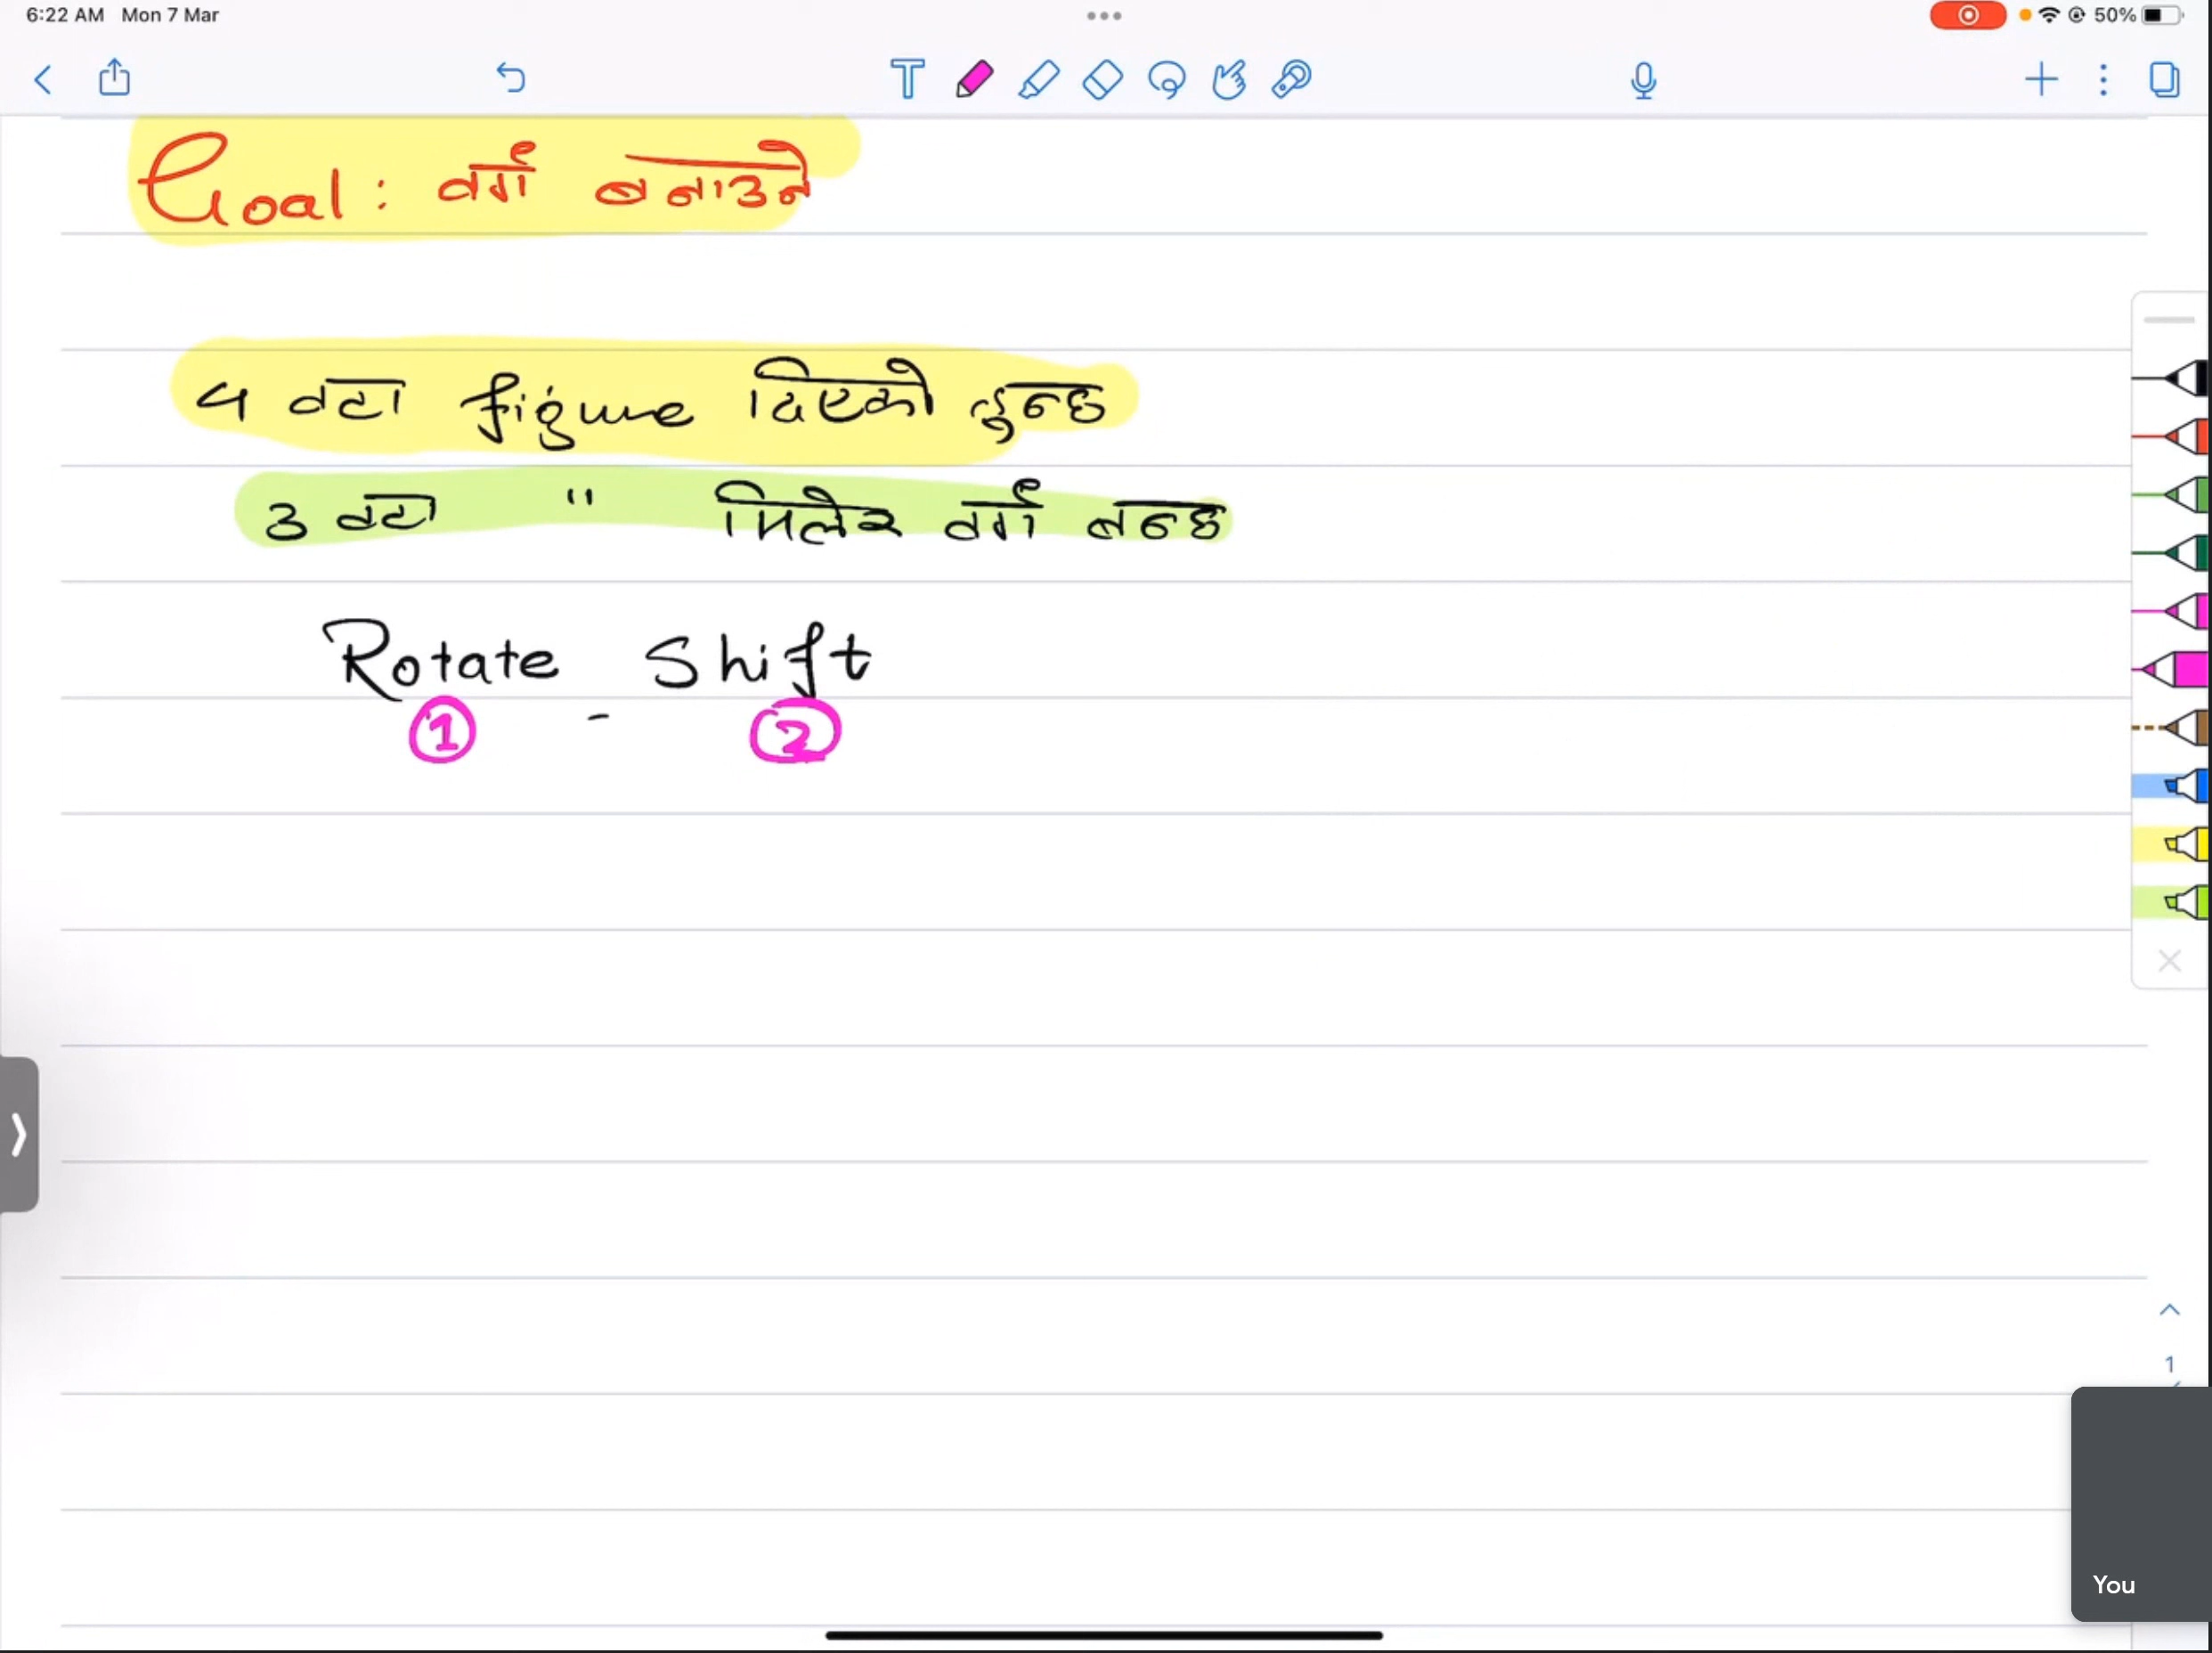 6:22 AM Mon 7 Mar
50%
Goal: वर्ग बनाउने
4 वटा figure दिएको हुन्छ
3 वटा " मिलेर वर्ग बन्छ
Rotate Shift
1 - 2
1
You